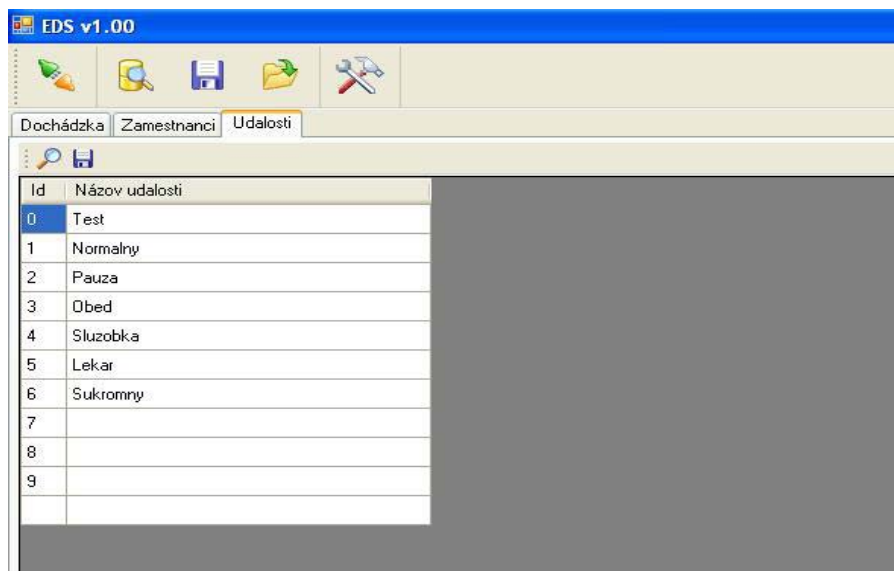 EDS v1.00
Dochádzka Zamestnanci Udalosti
Id Názov udalosti
0 Test
1 Normalny
2 Pauza
3 Obed
4 Sluzobka
5 Lekar
6 Sukromny
7
8
9